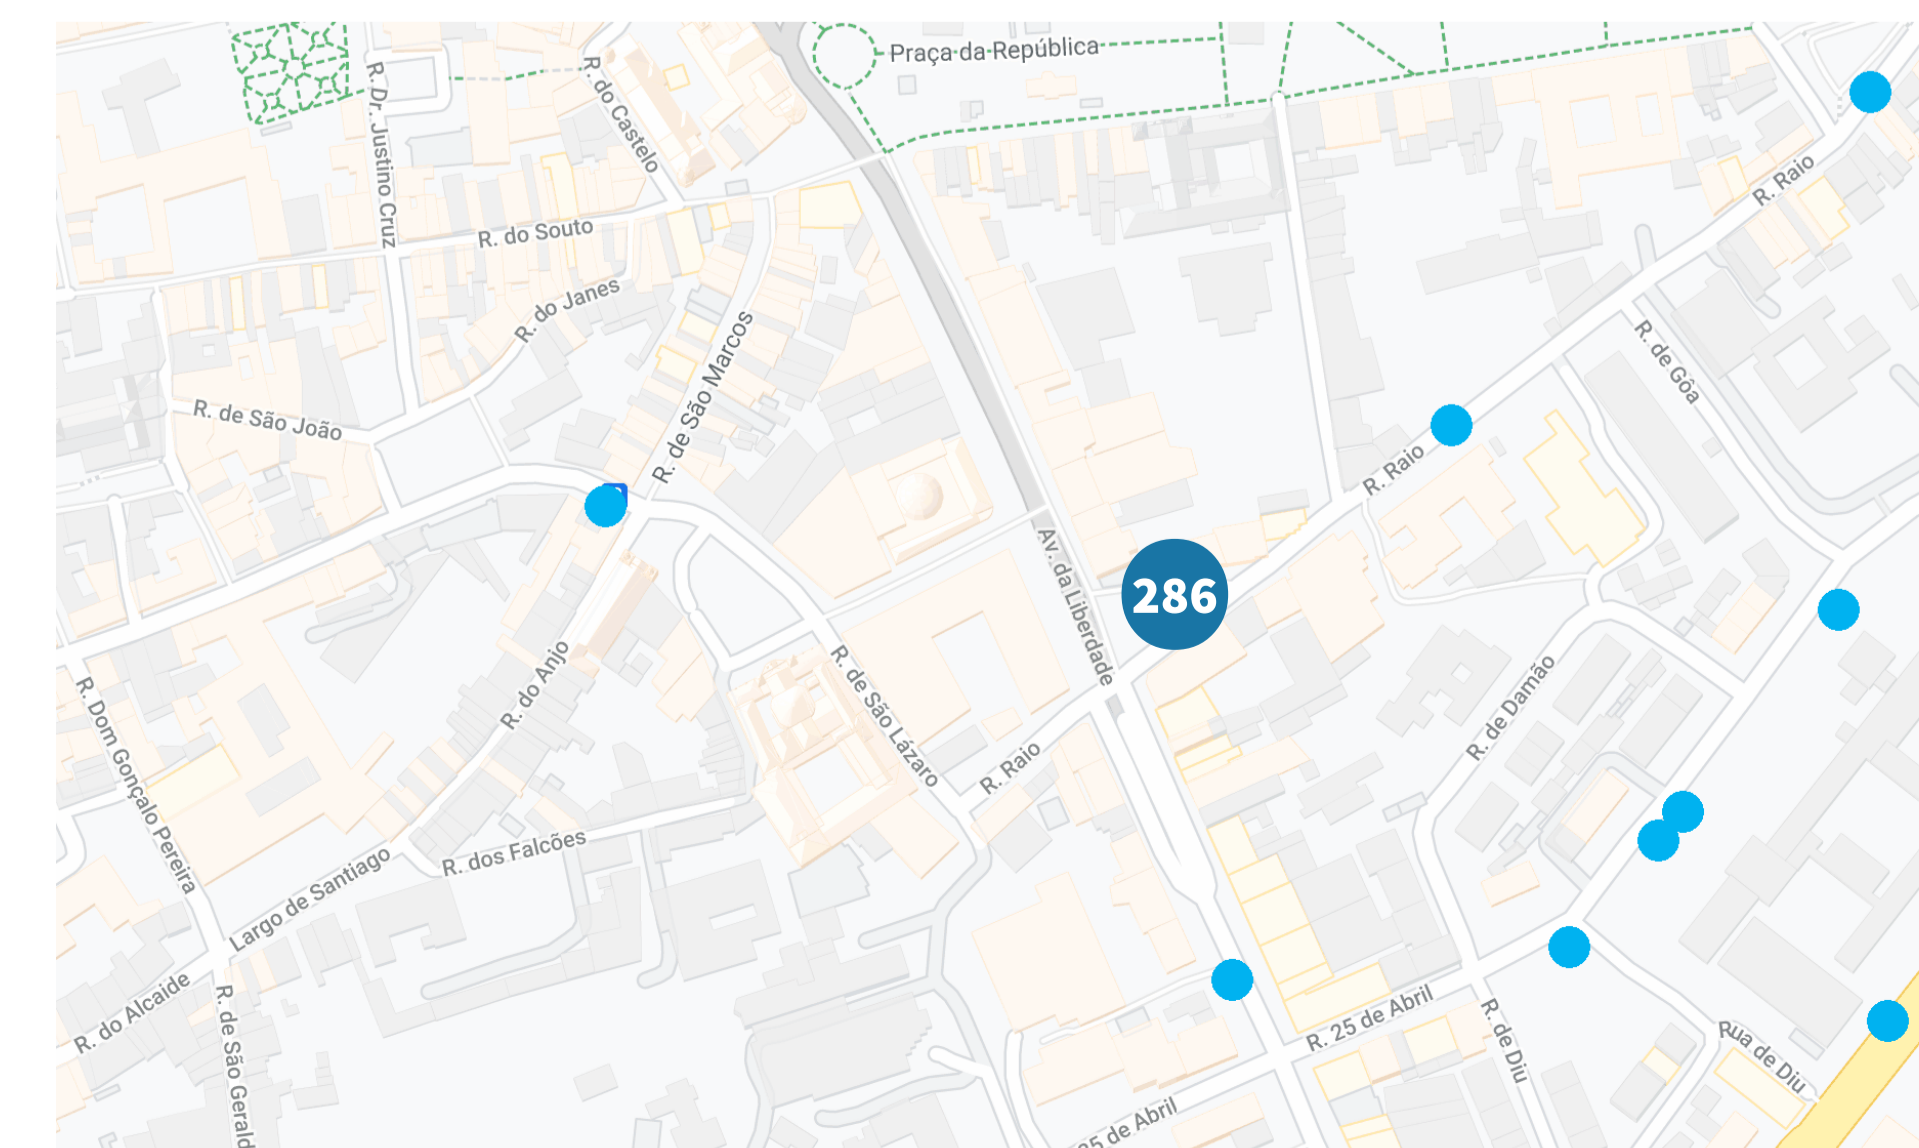 Praça da República
R. do Castelo
R. Dr. Justino Cruz
R. Raio
R. do Souto
R. do Janes
R. de São Marcos
R. de Gôa
R. de São João
R. Raio
Av. da Liberdade
286
R. do Anjo
R. de São Lázaro
R. de Damão
R. Dom Gonçalo Pereira
R. Raio
R. dos Falcões
Largo de Santiago
R. do Alcaide
R. de São Gerald
R. 25 de Abril
R. de Diu
Rua de Diu
25 de Abril